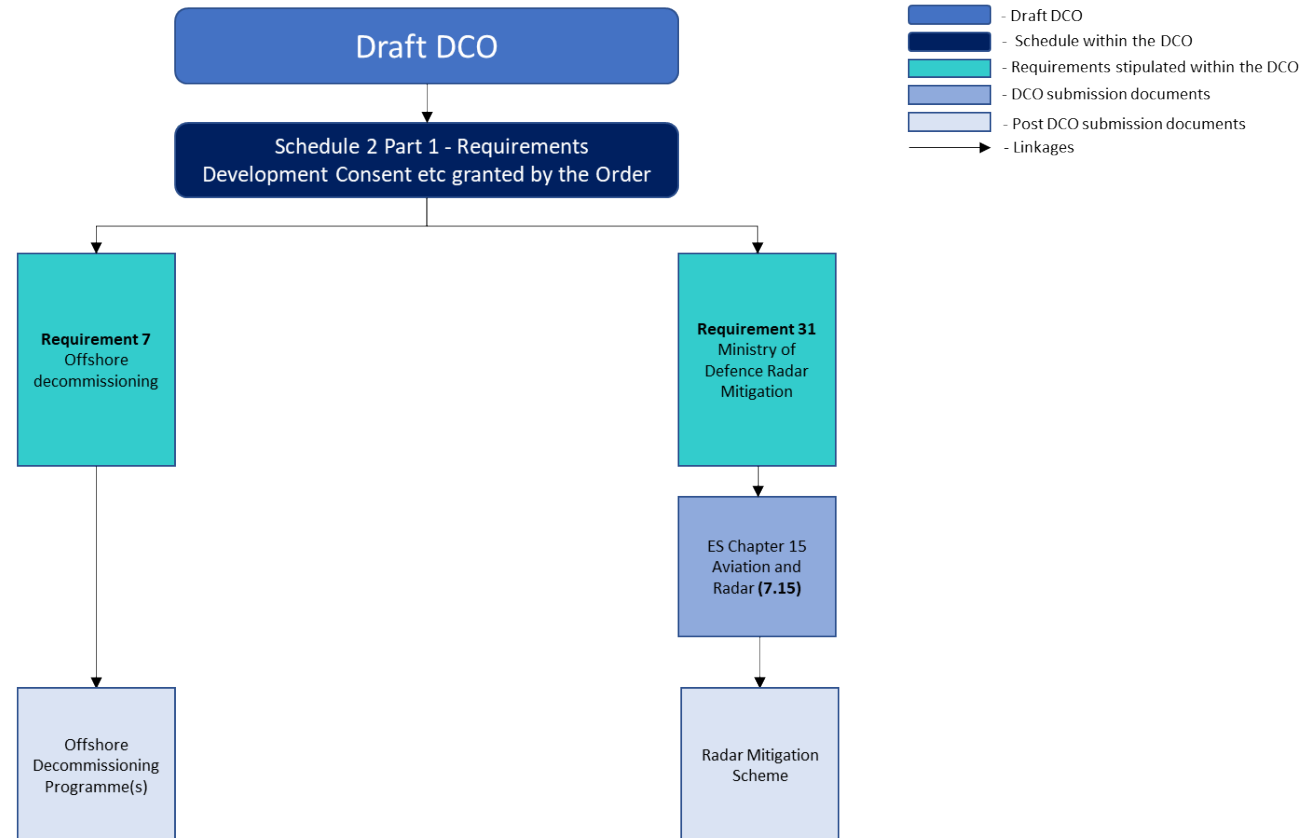 Draft DCO
Schedule 2 Part 1 - Requirements
Development Consent etc granted by the Order
Requirement 7
Offshore
decommissioning
Requirement 31
Ministry of
Defence Radar
Mitigation
ES Chapter 15
Aviation and
Radar (7.15)
Offshore
Decommissioning
Programme(s)
Radar Mitigation
Scheme
- Draft DCO
- Schedule within the DCO
- Requirements stipulated within the DCO
- DCO submission documents
- Post DCO submission documents
- Linkages